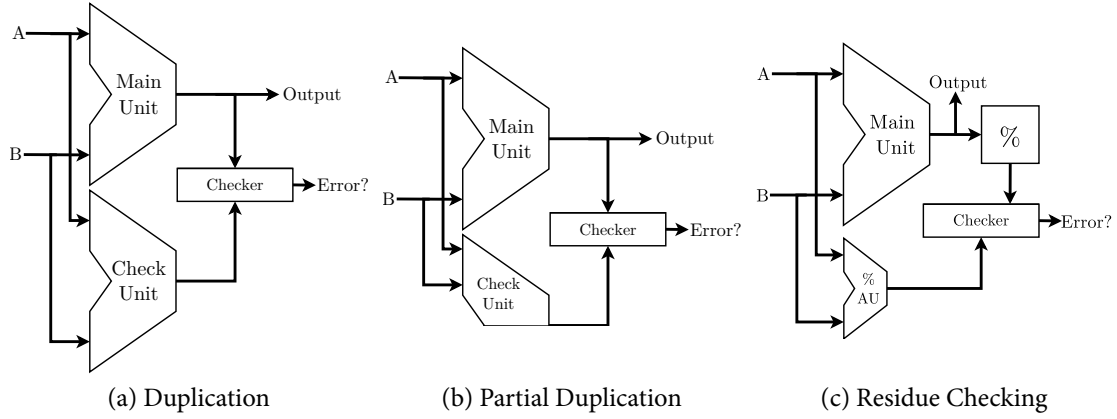 A
B
Main
Unit
Output
Checker
Error?
Check
Unit
(a) Duplication
A
B
Main
Unit
Output
Checker
Error?
Check
Unit
(b) Partial Duplication
A
B
Main
Unit
Output
%
Checker
Error?
%
AU
(c) Residue Checking